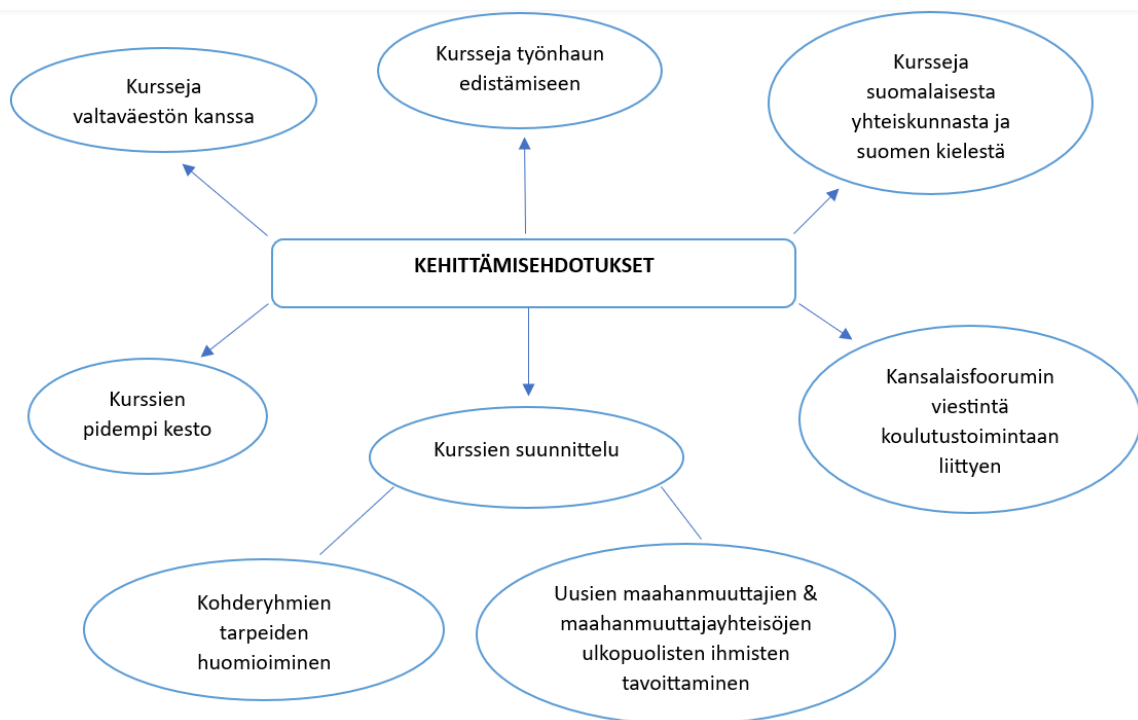 Kursseja
valtaväestön kanssa
Kursseja työnhaun
edistämiseen
Kursseja
suomalaisesta
yhteiskunnasta ja
suomen kielestä
KEHITTÄMISEHDOTUKSET
Kurssien
pidempi kesto
Kurssien suunnittelu
Kansalaisfoorumin
viestintä
koulutustoimintaan
liittyen
Kohderyhmien
tarpeiden
huomioiminen
Uusien maahanmuuttajien &
maahanmuuttajayhteisöjen
ulkopuolisten ihmisten
tavoittaminen